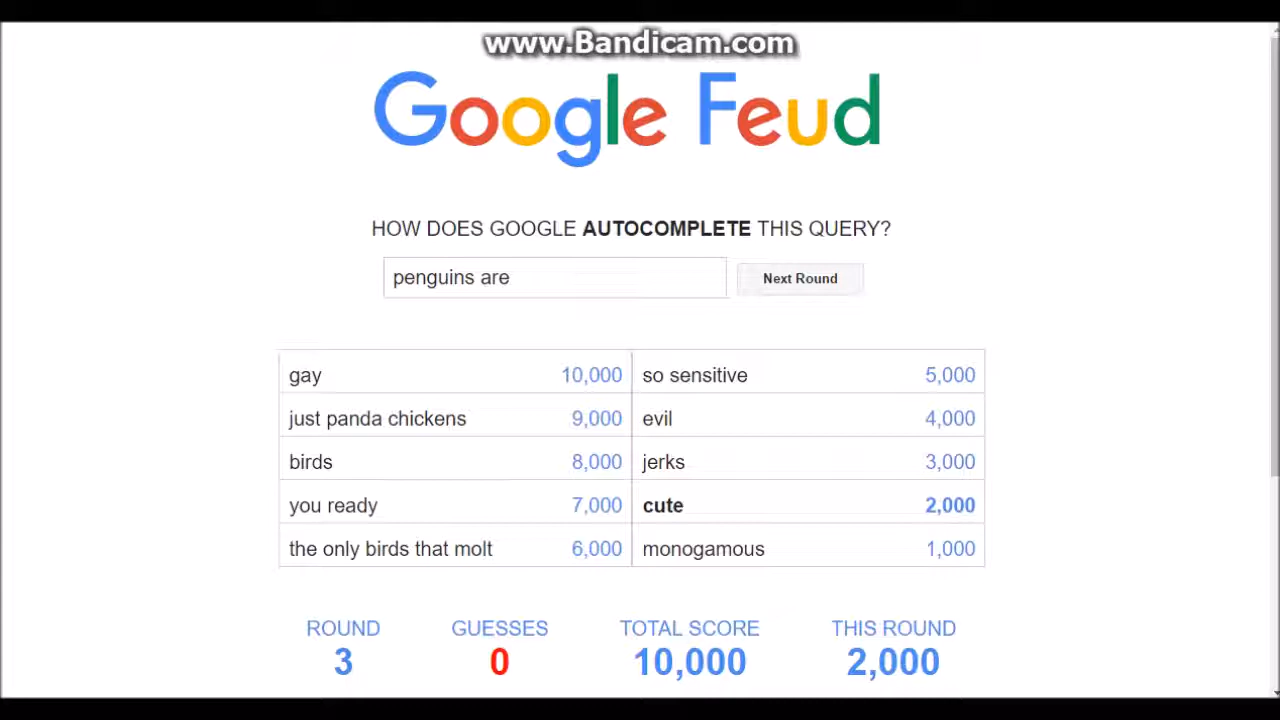 www.Bandicam.com
Google Feud
HOW DOES GOOGLE AUTOCOMPLETE THIS QUERY?
penguins are
Next Round
gay 10,000 so sensitive 5,000
just panda chickens 9,000 evil 4,000
birds 8,000 jerks 3,000
you ready 7,000 cute 2,000
the only birds that molt 6,000 monogamous 1,000
ROUND GUESSES TOTAL SCORE THIS ROUND
3 0 10,000 2,000